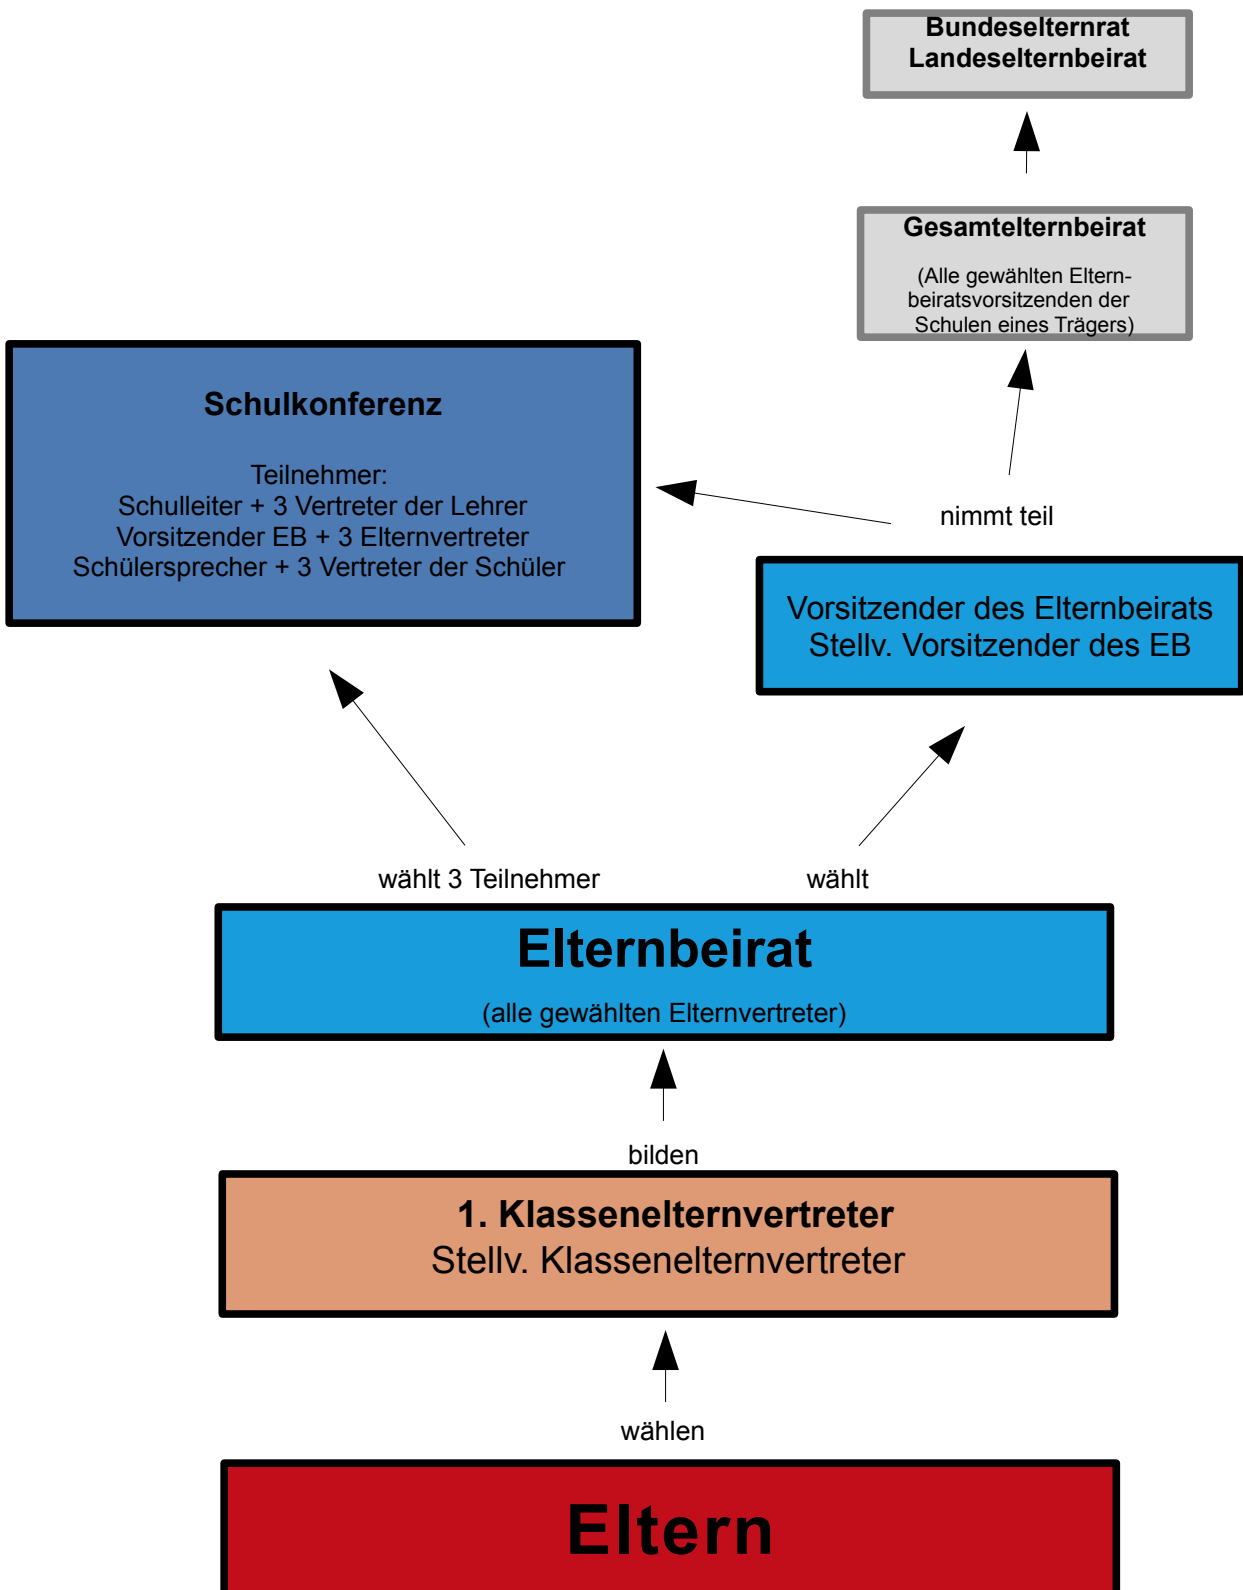 Bundeselternrat
Landeselternbeirat
Gesamtelternbeirat
(Alle gewählten Eltern-
beiratsvorsitzenden der
Schulen eines Trägers)
Schulkonferenz
Teilnehmer:
Schulleiter + 3 Vertreter der Lehrer
Vorsitzender EB + 3 Elternvertreter
Schülersprecher + 3 Vertreter der Schüler
nimmt teil
Vorsitzender des Elternbeirats
Stellv. Vorsitzender des EB
wählt 3 Teilnehmer
wählt
Elternbeirat
(alle gewählten Elternvertreter)
bilden
1. Klassenelternvertreter
Stellv. Klassenelternvertreter
wählen
Eltern